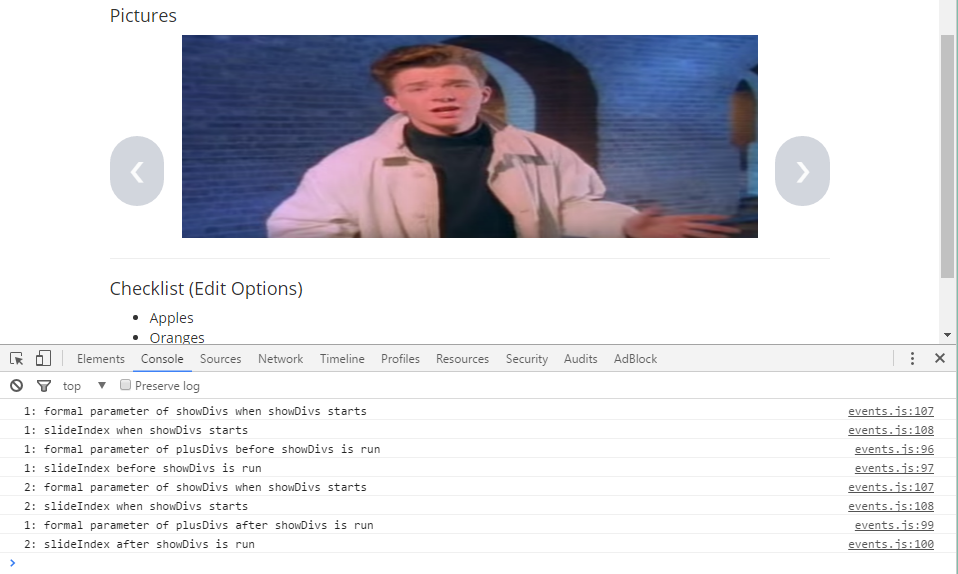 Pictures
❮ ❯
Checklist (Edit Options)
• Apples
• Oranges
Elements Console Sources Network Timeline Profiles Resources Security Audits AdBlock
top ▼ Preserve log
1: formal parameter of showDivs when showDivs starts events.js:107
1: slideIndex when showDivs starts events.js:108
1: formal parameter of plusDivs before showDivs is run events.js:96
1: slideIndex before showDivs is run events.js:97
2: formal parameter of showDivs when showDivs starts events.js:107
2: slideIndex when showDivs starts events.js:108
1: formal parameter of plusDivs after showDivs is run events.js:99
2: slideIndex after showDivs is run events.js:100
>